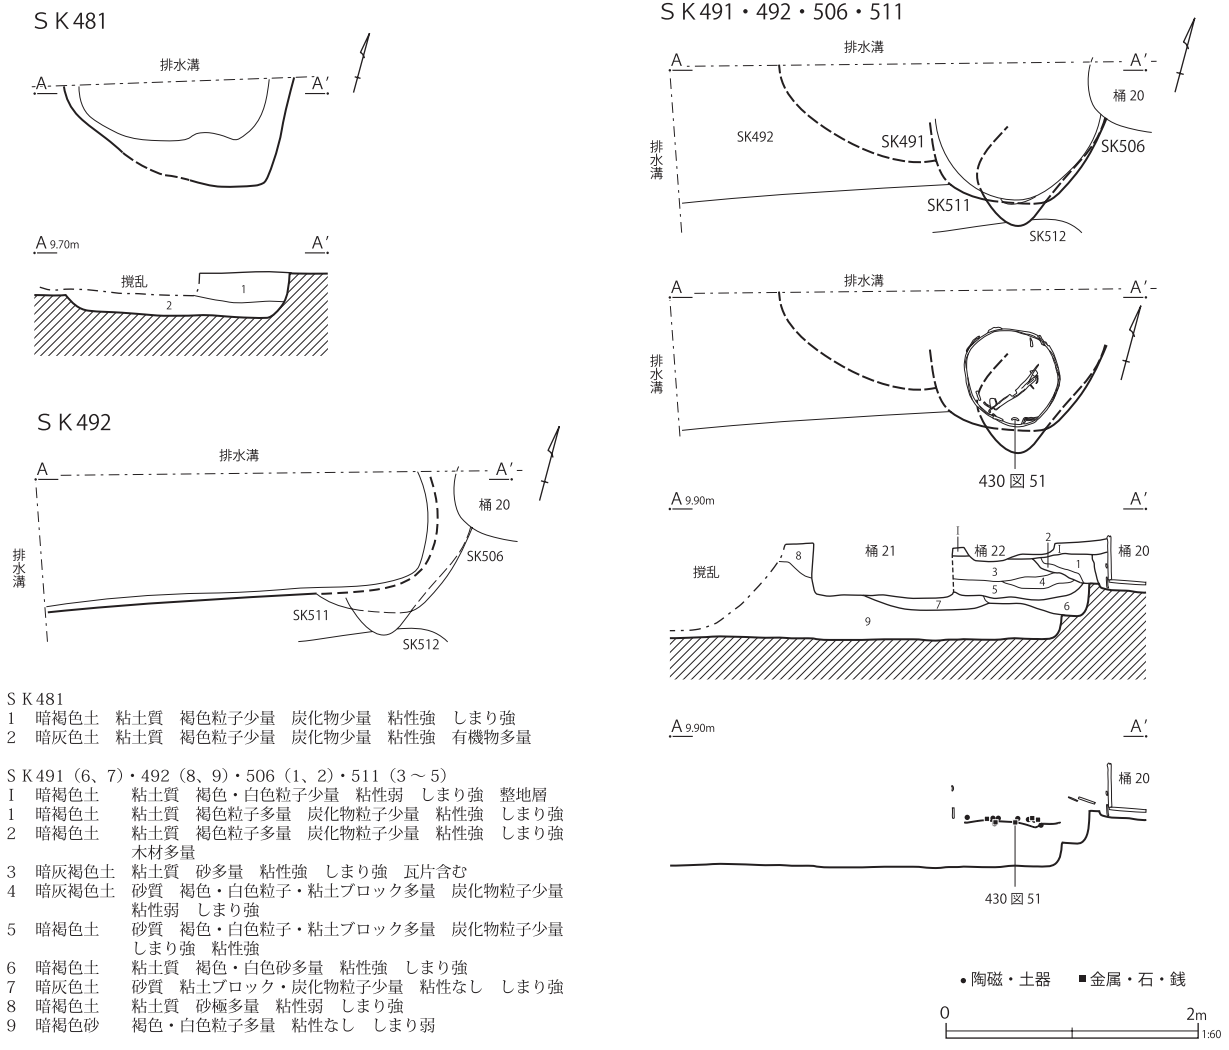 ＳＫ481
排水溝
A
A′
A 9.70m
A′
撹乱
1
2
ＳＫ492
排水溝
A
A′
桶 20
SK506
排水溝
SK511
SK512
ＳＫ491・492・506・511
排水溝
A
A′
桶 20
SK492
SK491
SK506
排水溝
SK511
SK512
排水溝
A
A′
排水溝
430 図 51
A 9.90m
A′
I
2
8
桶 21
桶 22
I
1
桶 20
撹乱
3
4
5
7
6
9
A 9.90m
A′
桶 20
430 図 51
ＳＫ481
1　暗褐色土　粘土質　褐色粒子少量　炭化物少量　粘性強　しまり強
2　暗灰色土　粘土質　褐色粒子少量　炭化物少量　粘性強　有機物多量
ＳＫ491（6、7）・492（8、9）・506（1、2）・511（3～5）
I　暗褐色土　　粘土質　褐色・白色粒子少量　粘性弱　しまり強　整地層
1　暗褐色土　　粘土質　褐色粒子多量　炭化物粒子少量　粘性強　しまり強
2　暗褐色土　　粘土質　褐色粒子多量　炭化物粒子少量　粘性強　しまり強
木材多量
3　暗灰褐色土　粘土質　砂多量　粘性強　しまり強　瓦片含む
4　暗灰褐色土　砂質　褐色・白色粒子・粘土ブロック多量　炭化物粒子少量
粘性弱　しまり強
5　暗褐色土　　砂質　褐色・白色粒子・粘土ブロック多量　炭化物粒子少量
しまり強　粘性強
6　暗褐色土　　粘土質　褐色・白色砂多量　粘性強　しまり強
7　暗灰色土　　砂質　粘土ブロック・炭化物粒子少量　粘性なし　しまり強
8　暗褐色土　　粘土質　砂極多量　粘性弱　しまり強
9　暗褐色砂　　褐色・白色粒子多量　粘性なし　しまり弱
●陶磁・土器　■金属・石・銭
0　2m
1:60